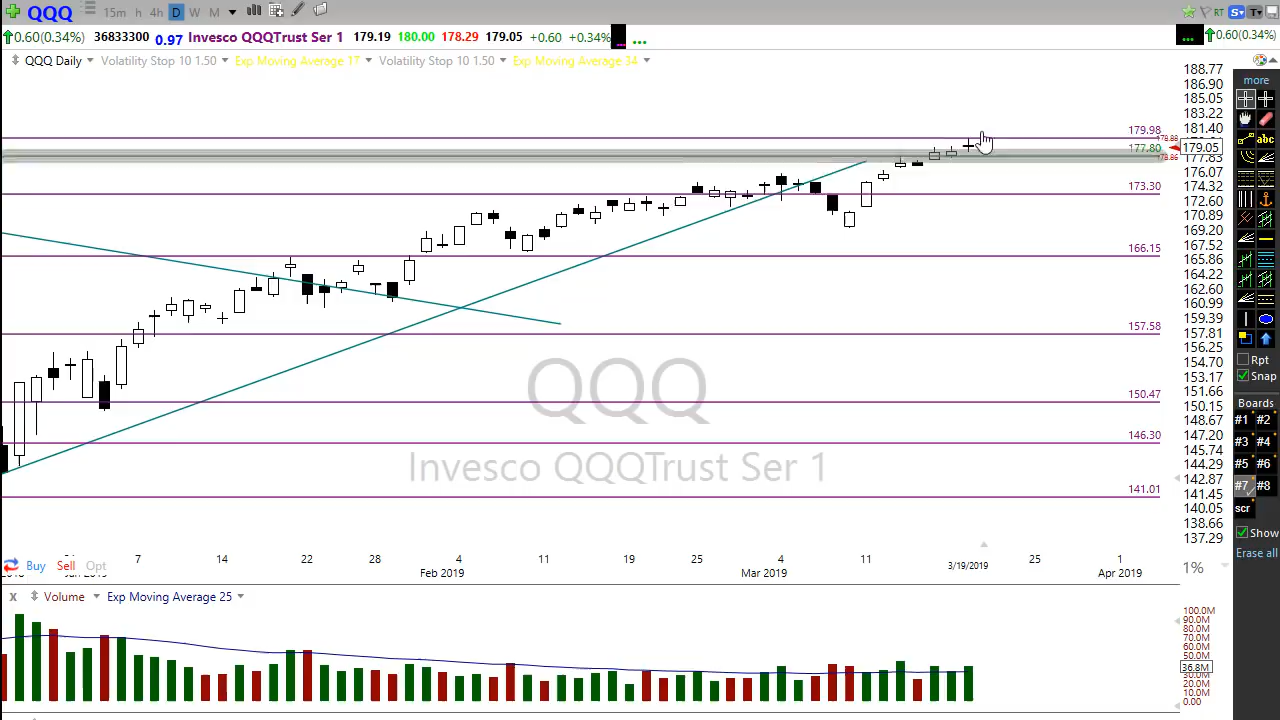 QQQ 15m h 4h D W M RT S T
0.60(0.34%) 36833300 0.97 Invesco QQQTrust Ser 1 179.19 180.00 178.29 179.05 +0.60 +0.34% ... 0.60(0.34%)
QQQ Daily Volatility Stop 10 1.50 Exp Moving Average 17 Volatility Stop 10 1.50 Exp Moving Average 34
188.77
186.90
185.05
183.22
181.40
179.98
178.88
177.80
179.05
178.86
177.85
176.07
174.32
173.30
172.60
170.89
169.20
167.52
166.15
165.86
164.22
162.60
160.99
159.39
157.58
157.81
156.25
154.70
153.17
151.66
150.47
150.15
148.67
147.20
146.30
145.74
144.29
142.87
141.01
141.45
140.05
138.66
137.29
QQQ
Invesco QQQTrust Ser 1
more
abc
Rpt
Snap
Boards
#1 #2
#3 #4
#5 #6
#7 #8
scr
Show
Erase all
7 14 22 28 4 11 19 25 4 11 25 1
Buy Sell Opt
Feb 2019 Mar 2019 3/19/2019 Apr 2019
1%
x Volume Exp Moving Average 25
100.0M
90.0M
80.0M
70.0M
60.0M
50.0M
36.8M
30.0M
20.0M
10.0M
0.00